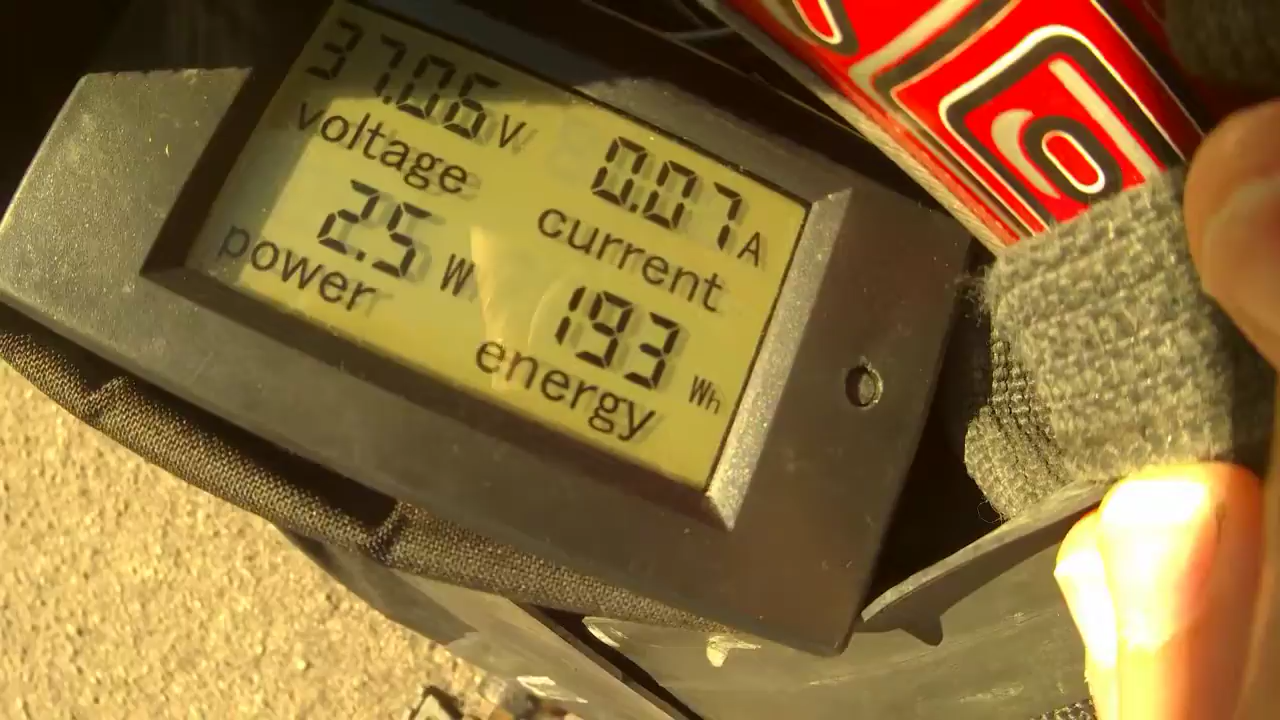 37.06 V
voltage
0.07 A
current
2.5 W
power
193 Wh
energy